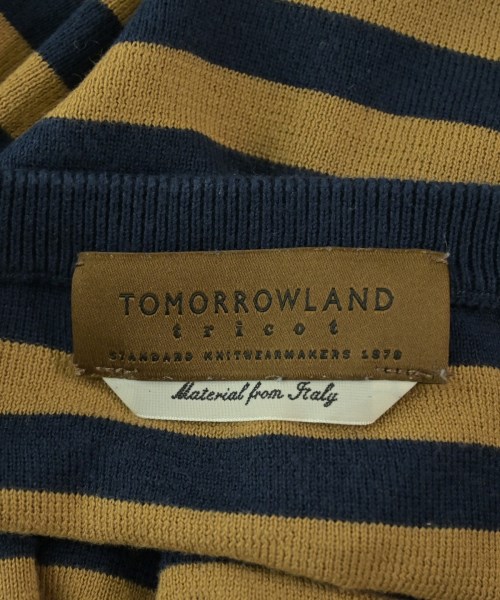 TOMORROWLAND
tricot
STANDARD KNITWEARMAKERS 1978
Material from Italy